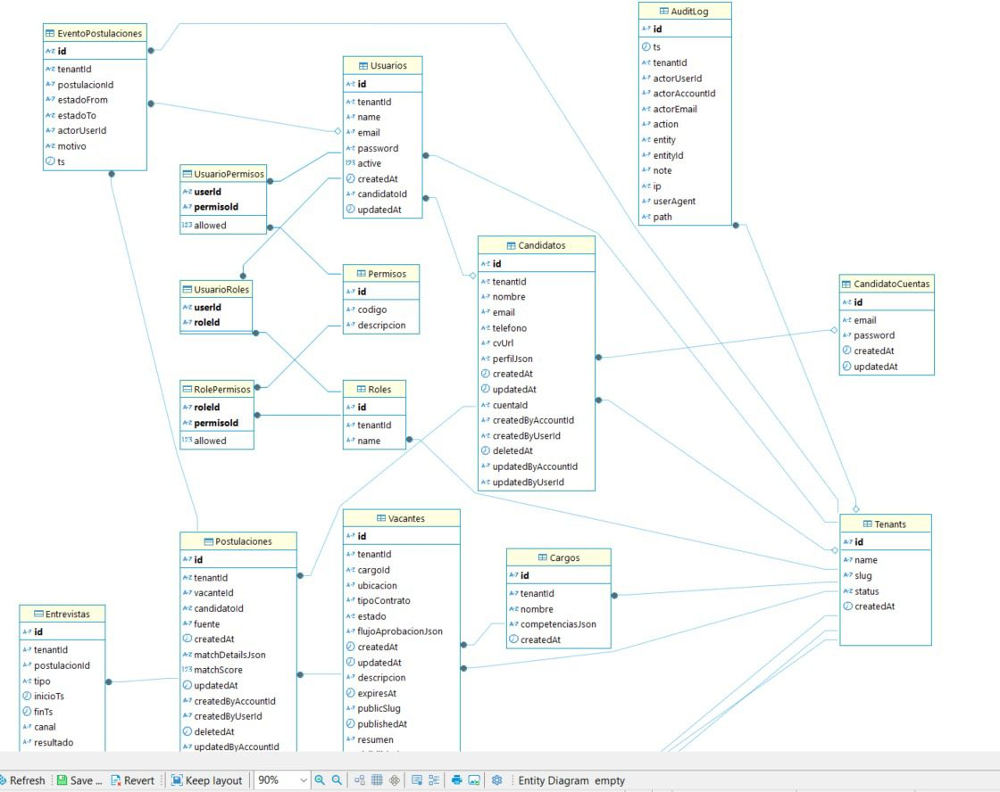 EventoPostulaciones
id
tenantId
postulacionId
estadoFrom
estadoTo
actorUserId
motivo
ts
Usuarios
id
tenantId
name
email
password
active
createdAt
candidatoId
updatedAt
AuditLog
id
ts
tenantId
actorUserId
actorAccountId
actorEmail
action
entity
entityId
note
ip
userAgent
path
UsuarioPermisos
userId
permisoId
allowed
UsuarioRoles
userId
roleId
Permisos
id
codigo
descripcion
RolePermisos
roleId
permisoId
allowed
Roles
id
tenantId
name
Candidatos
id
tenantId
nombre
email
telefono
cvUrl
perfilJson
createdAt
updatedAt
cuentaId
createdByAccountId
createdByUserId
deletedAt
updatedByAccountId
updatedByUserId
CandidatoCuentas
id
email
password
createdAt
updatedAt
Tenants
id
name
slug
status
createdAt
Entrevistas
id
tenantId
postulacionId
tipo
inicioTs
finTs
canal
resultado
Postulaciones
id
tenantId
vacanteId
candidatoId
fuente
createdAt
matchDetailsJson
matchScore
updatedAt
createdByAccountId
createdByUserId
deletedAt
updatedByAccountId
Vacantes
id
tenantId
cargoId
ubicacion
tipoContrato
estado
flujoAprobacionJson
createdAt
updatedAt
descripcion
expiresAt
publicSlug
publishedAt
resumen
Cargos
id
tenantId
nombre
competenciasJson
createdAt
Refresh Save ... Revert Keep layout 90% Entity Diagram empty